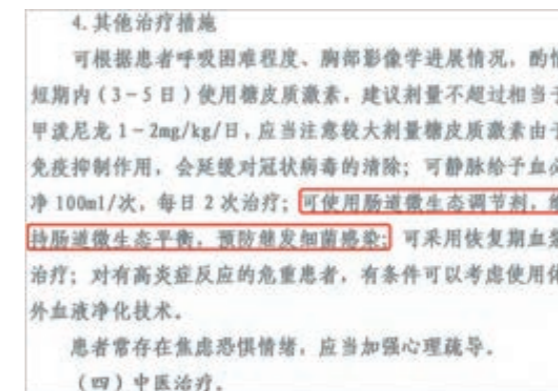 4.其他治疗措施
可根据患者呼吸困难程度、胸部影像学进展情况，酌情
短期内（3-5日）使用糖皮质激素，建议剂量不超过相当于
甲泼尼龙1-2mg/kg/日，应当注意较大剂量糖皮质激素由于
免疫抑制作用，会延缓对冠状病毒的清除；可静脉给予血必
净100ml/次，每日2次治疗；可使用肠道微生态调节剂，维
持肠道微生态平衡，预防继发细菌感染；可采用恢复期血浆
治疗；对有高炎症反应的危重患者，有条件可以考虑使用体
外血液净化技术。
患者常存在焦虑恐惧情绪，应当加强心理疏导。
（四）中医治疗。